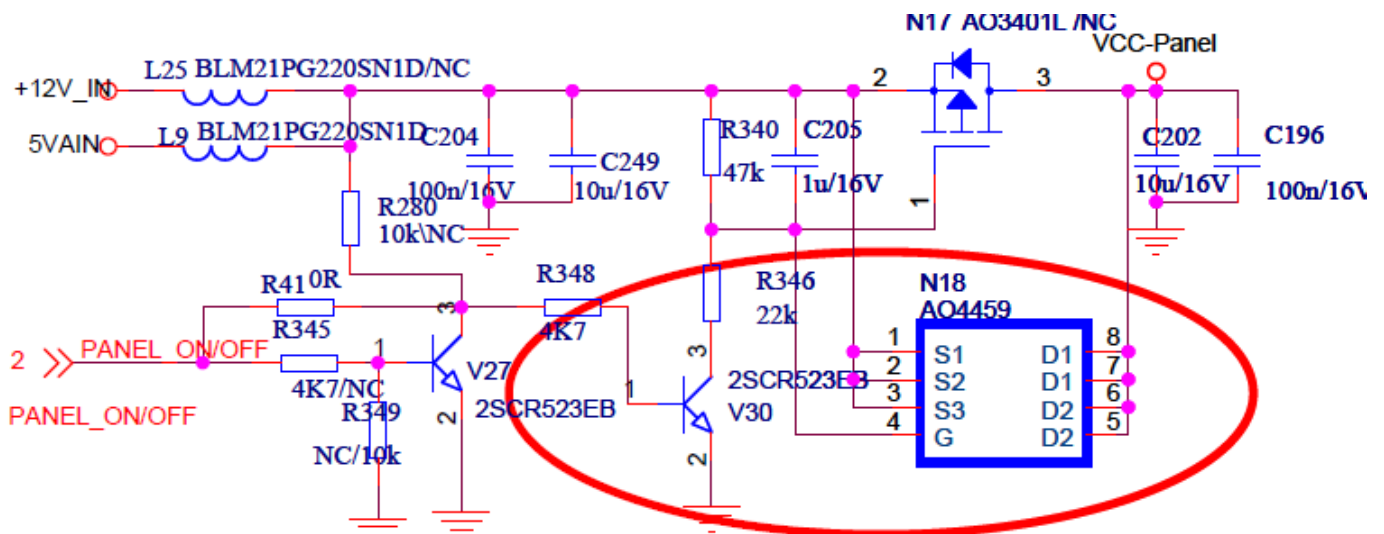 N17 AO3401L /NC
VCC-Panel
L25 BLM21PG220SN1D/NC
+12V_IN
2
3
L9 BLM21PG220SN1D
5VAIN
C204
100n/16V
C249
10u/16V
R340
47k
C205
1u/16V
1
C202
10u/16V
C196
100n/16V
R280
10k\NC
R41 0R
R345
4K7/NC
R348
4K7
R346
22k
N18
AO4459
2
PANEL_ON/OFF
PANEL_ON/OFF
1
3
2
V27
2SCR523EB
R349
NC/10k
1
3
2
2SCR523EB
V30
1 S1 D1 8
2 S2 D1 7
3 S3 D2 6
4 G D2 5